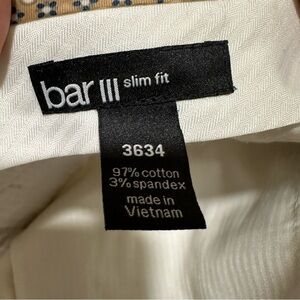 bar III slim fit
3634
97% cotton
3% spandex
made in
Vietnam